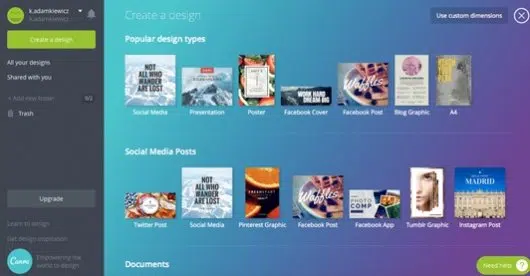 k.adamkiewicz
k.adamkiewicz
Create a design
All your designs
Shared with you
+ Add new folder
0/2
Trash
Upgrade
Learn to design
Get design inspiration
Canva
Empowering the
world to design
Create a design
Use custom dimensions
Popular design types
NOT
ALL WHO
WANDER
ARE LOST
WORK HARD
DREAM BIG
Waffles
Social Media
Presentation
Poster
Facebook Cover
Facebook Post
Blog Graphic
A4
Social Media Posts
NOT
ALL WHO
WANDER
ARE LOST
Waffles
PHOTO
COMP
MADRID
Twitter Post
Social Media
Pinterest Graphic
Facebook Post
Facebook App
Tumblr Graphic
Instagram Post
Documents
Need help
?